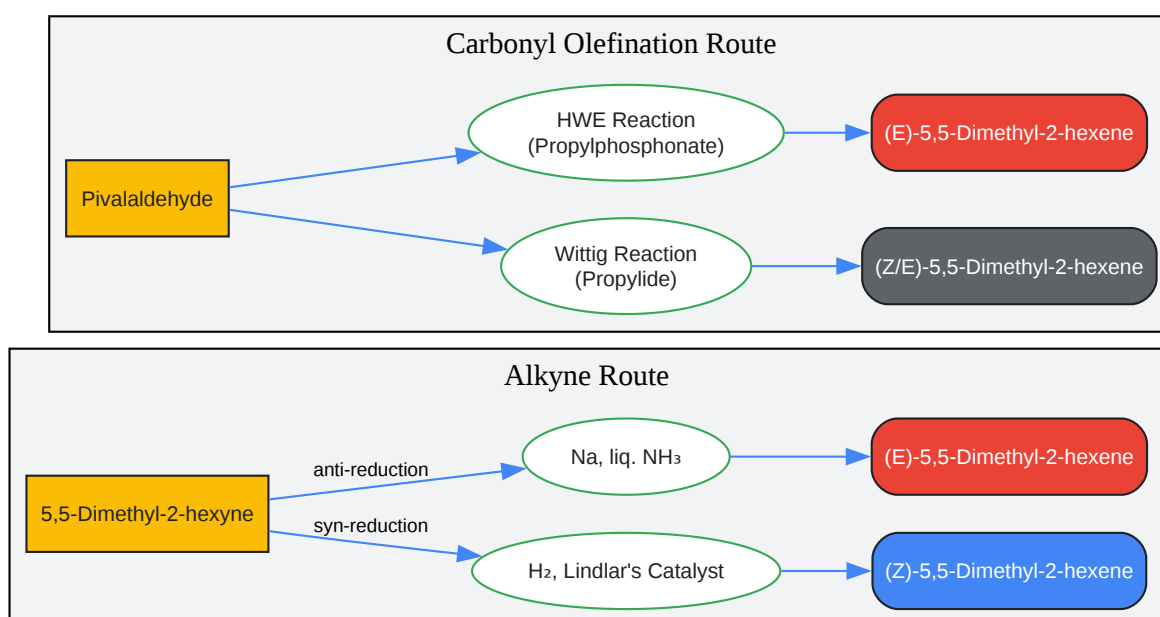 Carbonyl Olefination Route
HWE Reaction
(Propylphosphonate)
(E)-5,5-Dimethyl-2-hexene
Pivalaldehyde
Wittig Reaction
(Propylide)
(Z/E)-5,5-Dimethyl-2-hexene
Alkyne Route
anti-reduction
Na, liq. NH₃
(E)-5,5-Dimethyl-2-hexene
5,5-Dimethyl-2-hexyne
syn-reduction
H₂, Lindlar's Catalyst
(Z)-5,5-Dimethyl-2-hexene